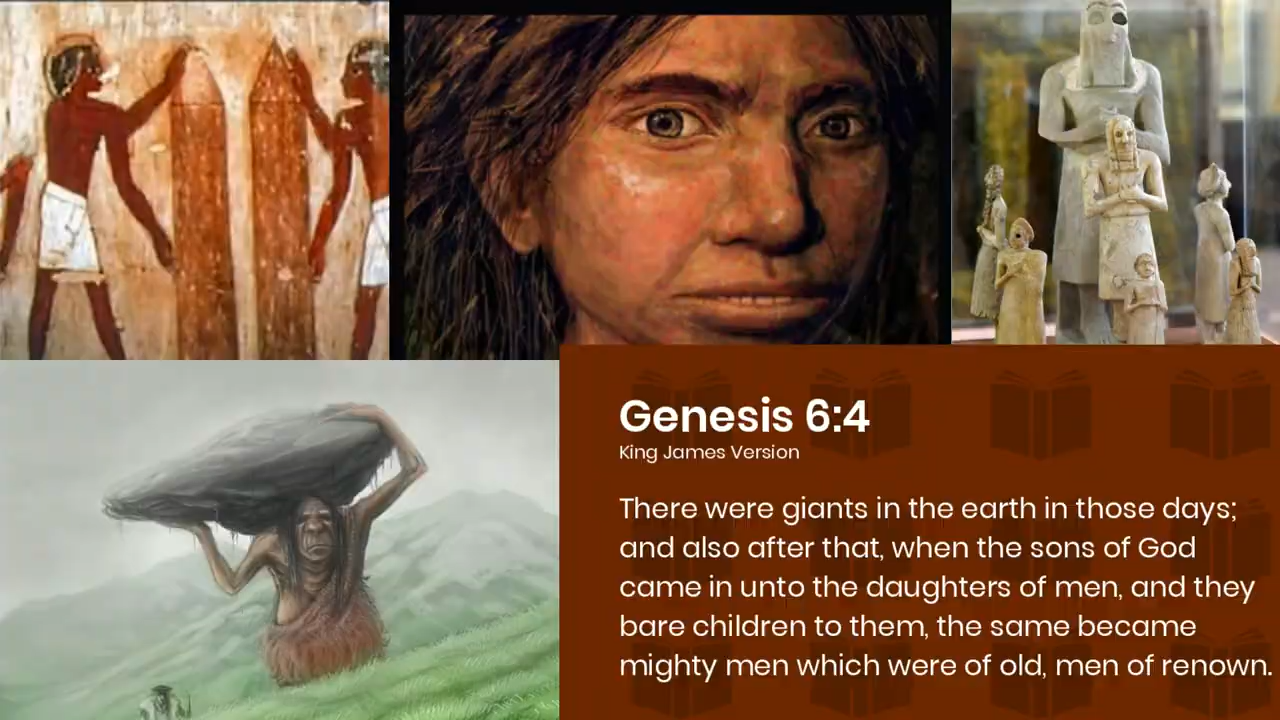 Genesis 6:4
King James Version
There were giants in the earth in those days;
and also after that, when the sons of God
came in unto the daughters of men, and they
bare children to them, the same became
mighty men which were of old, men of renown.